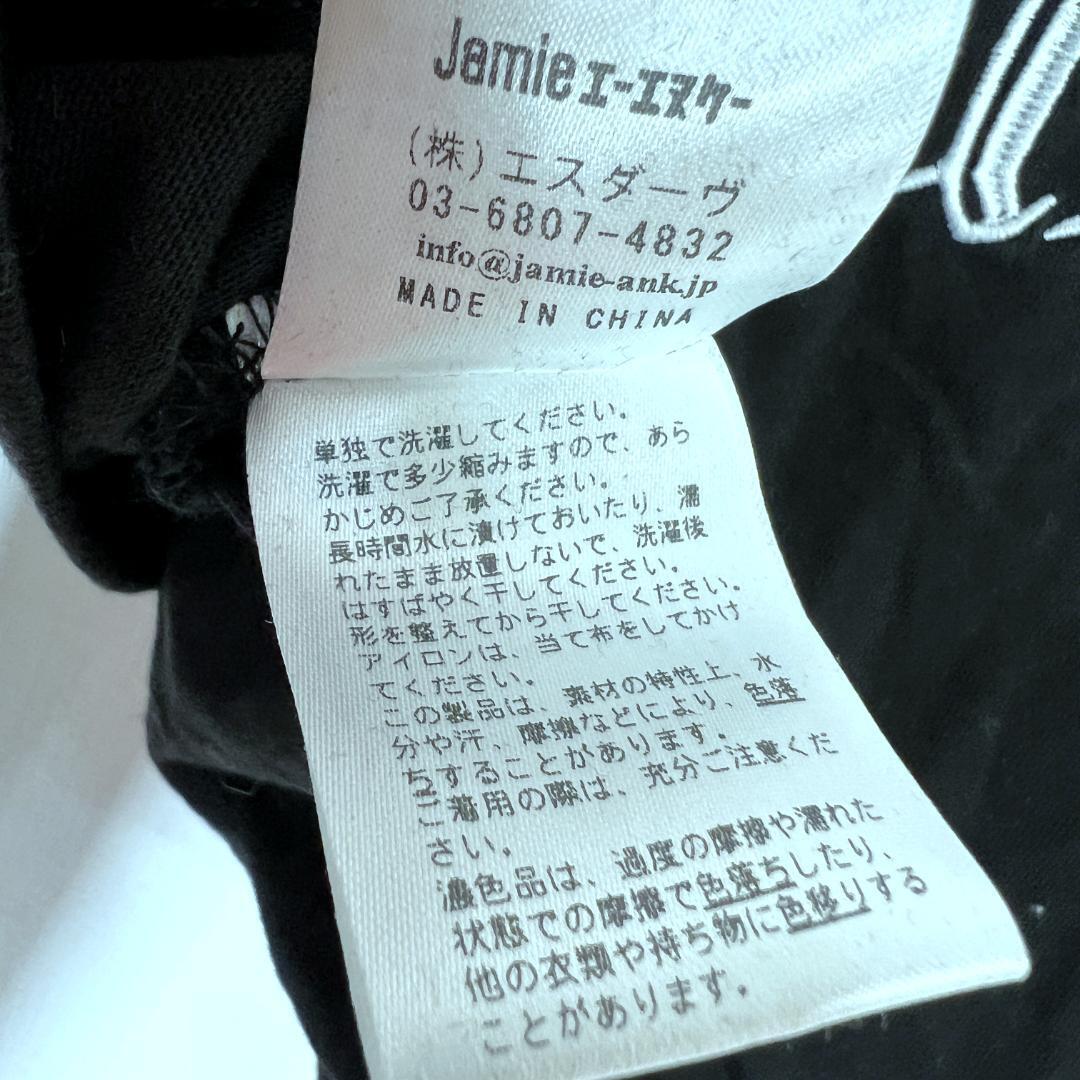 Jamieエーエヌケー
(株)エスダーヴ
03-6807-4832
info@jamie-ank.jp
MADE IN CHINA
単独で洗濯してください。
洗濯で多少縮みますので、あら
かじめご了承ください。
長時間水に漬けておいたり、濡
れたまま放置しないで、洗濯後
はすばやく干してください。
形を整えてから干してください。
アイロンは、当て布をしてかけ
てください。
この製品は、素材の特性上、水
分や汗、摩擦などにより、色落
ちすることがあります。
ご着用の際は、充分ご注意くだ
さい。
濃色品は、過度の摩擦や濡れた
状態での摩擦で色落ちしたり、
他の衣類や持ち物に色移りする
ことがあります。